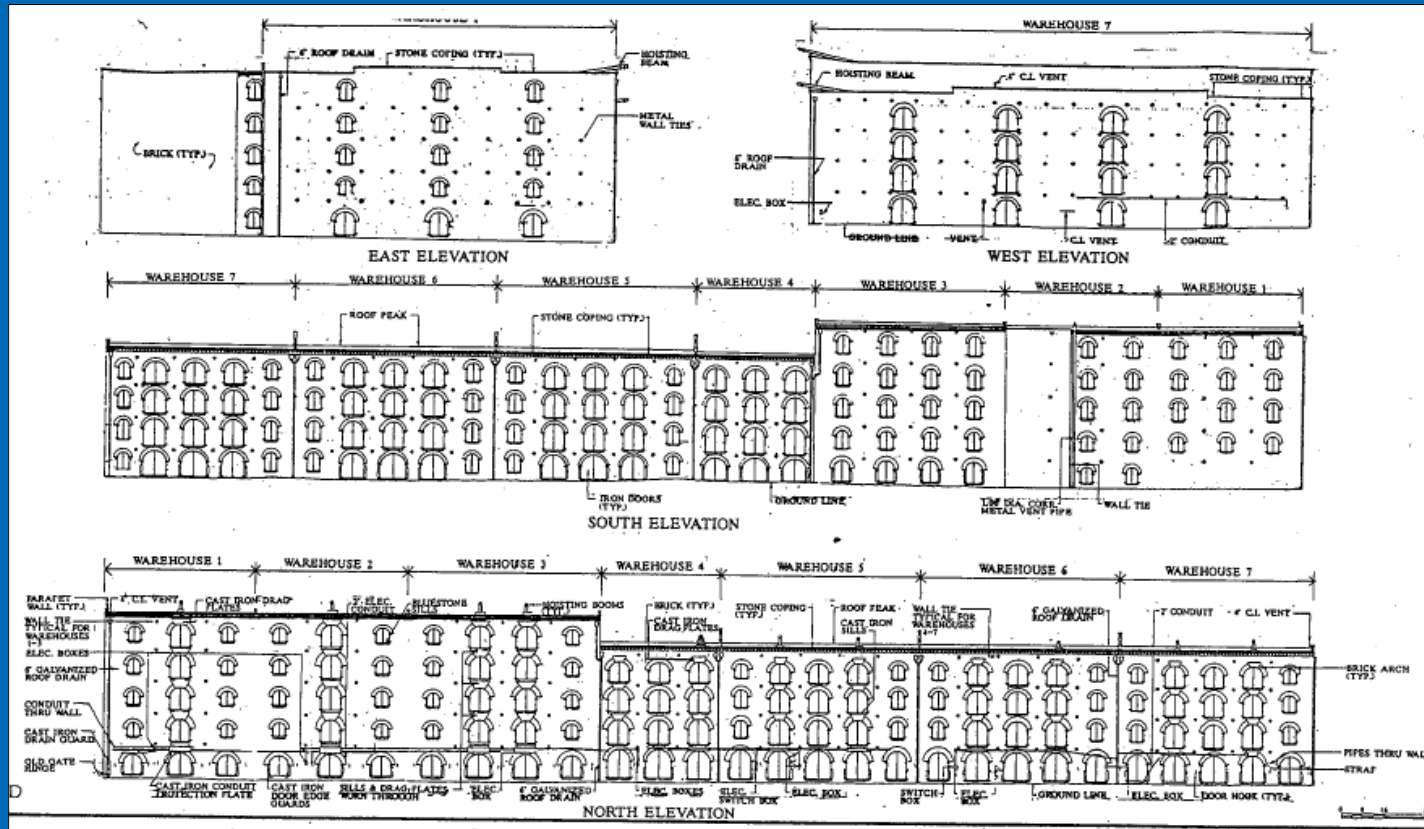 WAREHOUSE
6" ROOF DRAIN
STONE COPING (TYP.)
HOISTING
BEAM
BRICK (TYP.)
METAL
WALL TIES
EAST ELEVATION
WAREHOUSE 7
HOISTING BEAM
4" C.I. VENT
STONE COPING (TYP.)
6" ROOF
DRAIN
ELEC. BOX
GROUND LINE
VENT
C.I. VENT
2" CONDUIT
WEST ELEVATION
WAREHOUSE 7
WAREHOUSE 6
WAREHOUSE 5
WAREHOUSE 4
WAREHOUSE 3
WAREHOUSE 2
WAREHOUSE 1
ROOF PEAK
STONE COPING (TYP.)
IRON DOORS
(TYP.)
GROUND LINE
DIA. CORR.
METAL VENT PIPE
WALL TIE
SOUTH ELEVATION
WAREHOUSE 1
WAREHOUSE 2
WAREHOUSE 3
WAREHOUSE 4
WAREHOUSE 5
WAREHOUSE 6
WAREHOUSE 7
PARAPET
WALL (TYP.)
4" C.I. VENT
CAST IRON DRAG
PLATES
2" ELEC.
CONDUIT
BLUESTONE
SILLS
HOISTING BOOMS
(TYP.)
BRICK (TYP.)
CAST IRON
DRAG PLATES
STONE COPING
(TYP.)
ROOF PEAK
CAST IRON
SILLS
WALL TIE
TYPICAL FOR
WAREHOUSES
4-7
6" GALVANIZED
ROOF DRAIN
2" CONDUIT
4" C.I. VENT
WALL TIE
TYPICAL FOR
WAREHOUSES
1-3
ELEC. BOXES
6" GALVANIZED
ROOF DRAIN
CONDUIT
THRU WALL
CAST IRON
DRAIN GUARD
OLD GATE
HINGE
BRICK ARCH
(TYP.)
PIPES THRU WAL
STRAP
D
CAST IRON CONDUIT
PROTECTION PLATE
CAST IRON
DOOR EDGE
GUARDS
SILLS & DRAG PLATES
WORN THROUGH
ELEC.
BOX
6" GALVANIZED
ROOF DRAIN
ELEC. BOXES
ELEC.
SWITCH BOX
ELEC. BOX
SWITCH
BOX
ELEC.
BOX
GROUND LINE
ELEC. BOX
DOOR HOOK (TYP.)
NORTH ELEVATION